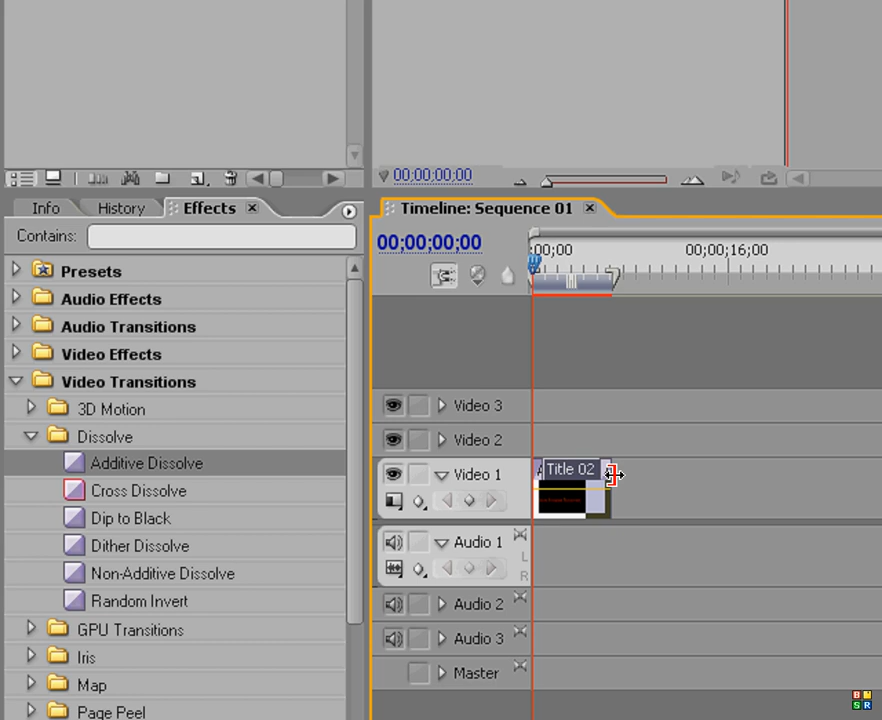 00;00;00;00
Info
History
Effects
Timeline: Sequence 01
Contains:
00;00;00;00
:00;00
00;00;16;00
Presets
Audio Effects
Audio Transitions
Video Effects
Video Transitions
3D Motion
Dissolve
Additive Dissolve
Cross Dissolve
Dip to Black
Dither Dissolve
Non-Additive Dissolve
Random Invert
GPU Transitions
Iris
Map
Page Peel
Video 3
Video 2
Video 1
Title 02
Audio 1
L
R
Audio 2
Audio 3
Master
B R
S R